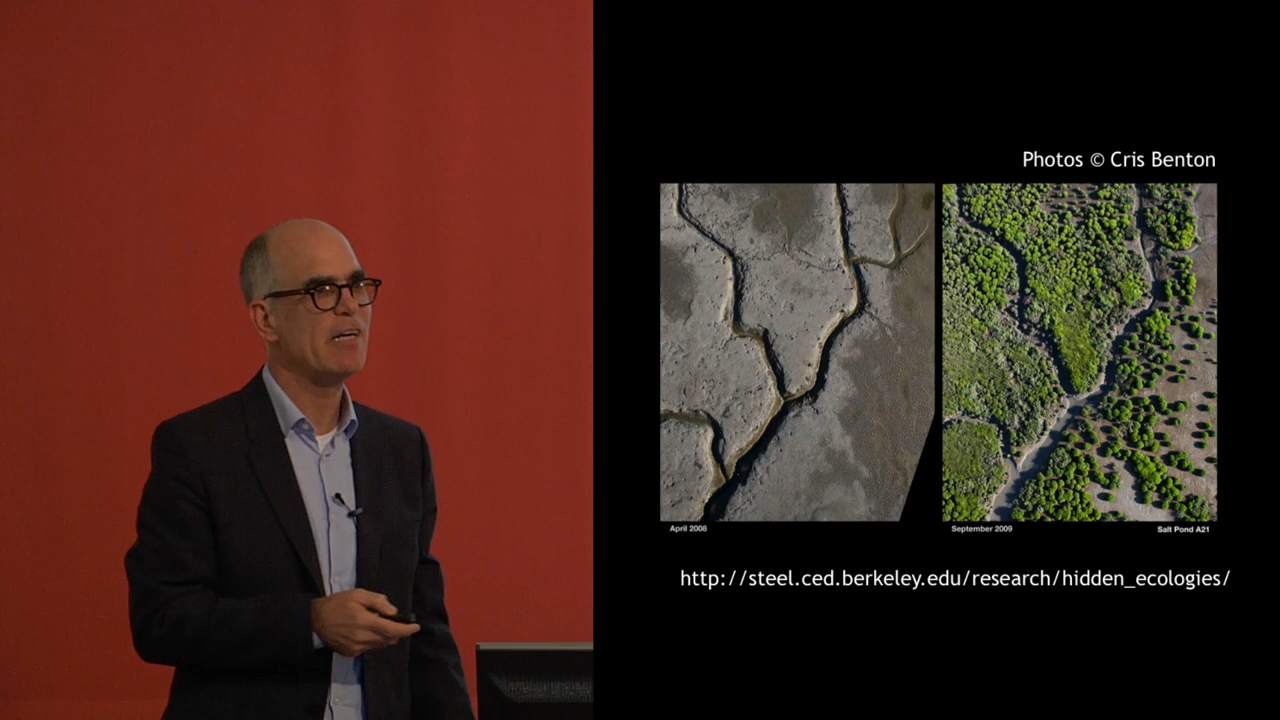 Photos © Cris Benton
April 2008
September 2009
Salt Pond A21
http://steel.ced.berkeley.edu/research/hidden_ecologies/